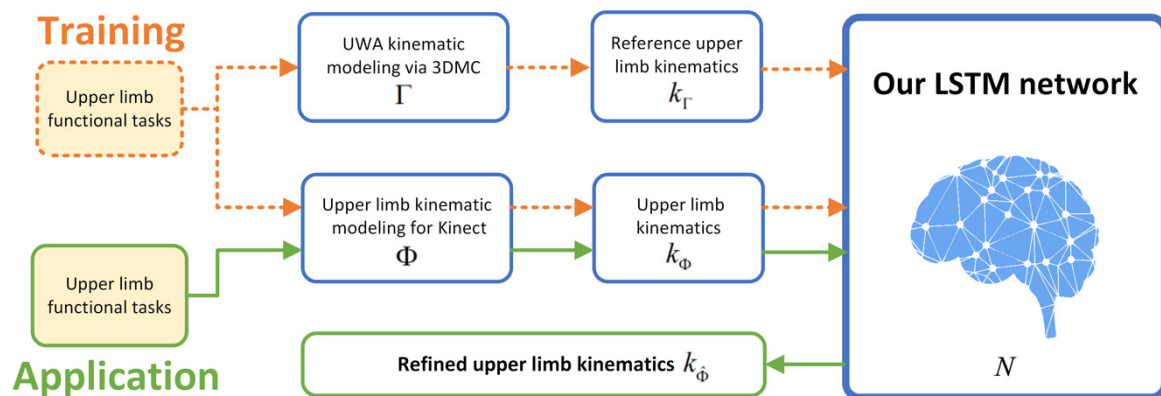 Training
Upper limb
functional tasks
UWA kinematic
modeling via 3DMC
Γ
Reference upper
limb kinematics
k_Γ
Our LSTM network
Upper limb kinematic
modeling for Kinect
Φ
Upper limb
kinematics
k_Φ
Upper limb
functional tasks
Application
Refined upper limb kinematics k_Φ̂
N